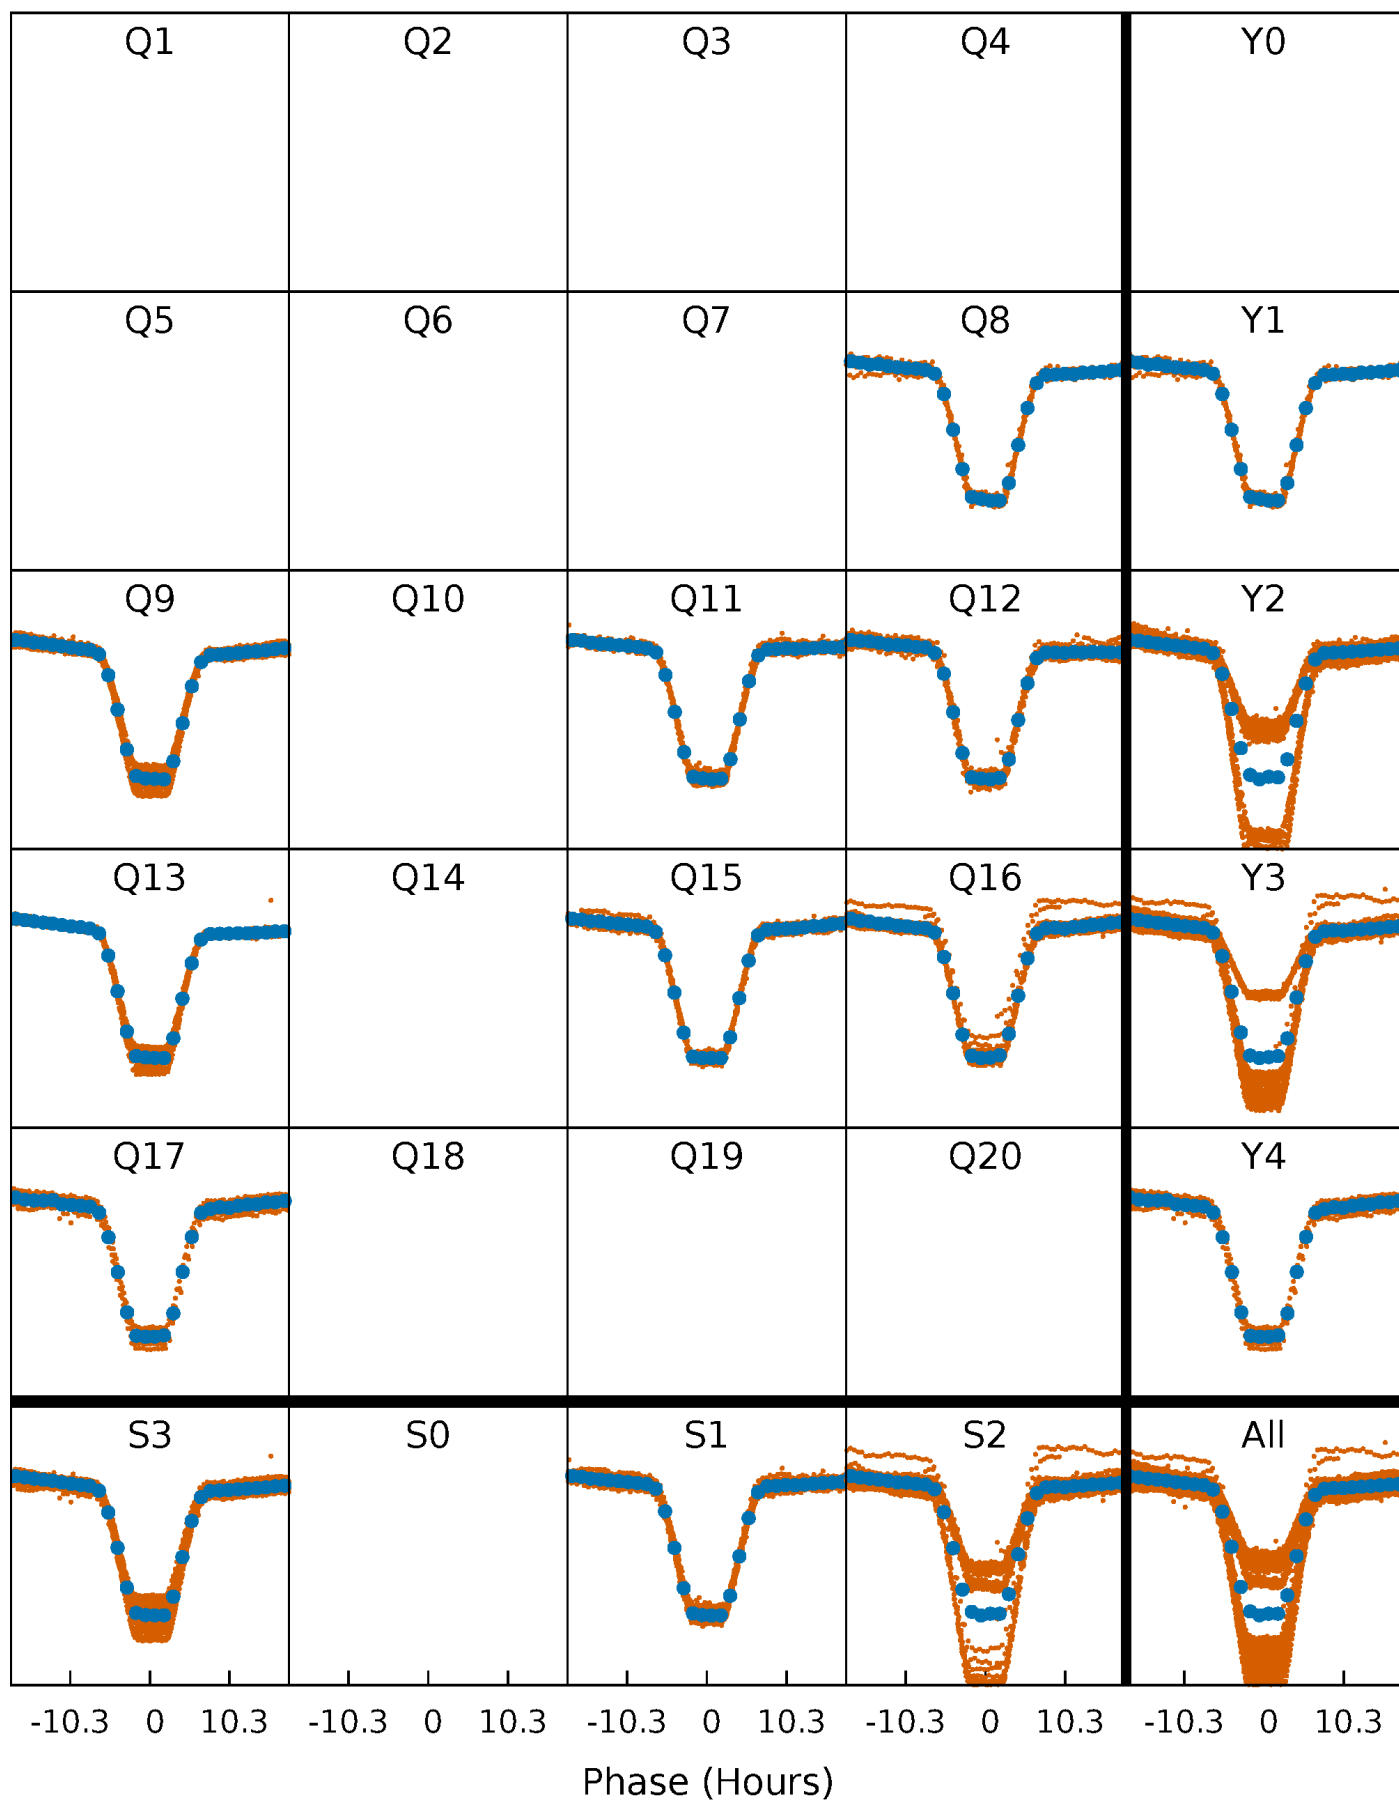 Q1 Q2 Q3 Q4 Y0
Q5 Q6 Q7 Q8 Y1
Q9 Q10 Q11 Q12 Y2
Q13 Q14 Q15 Q16 Y3
Q17 Q18 Q19 Q20 Y4
S3 S0 S1 S2 All
-10.3 0 10.3 -10.3 0 10.3 -10.3 0 10.3 -10.3 0 10.3 -10.3 0 10.3
Phase (Hours)